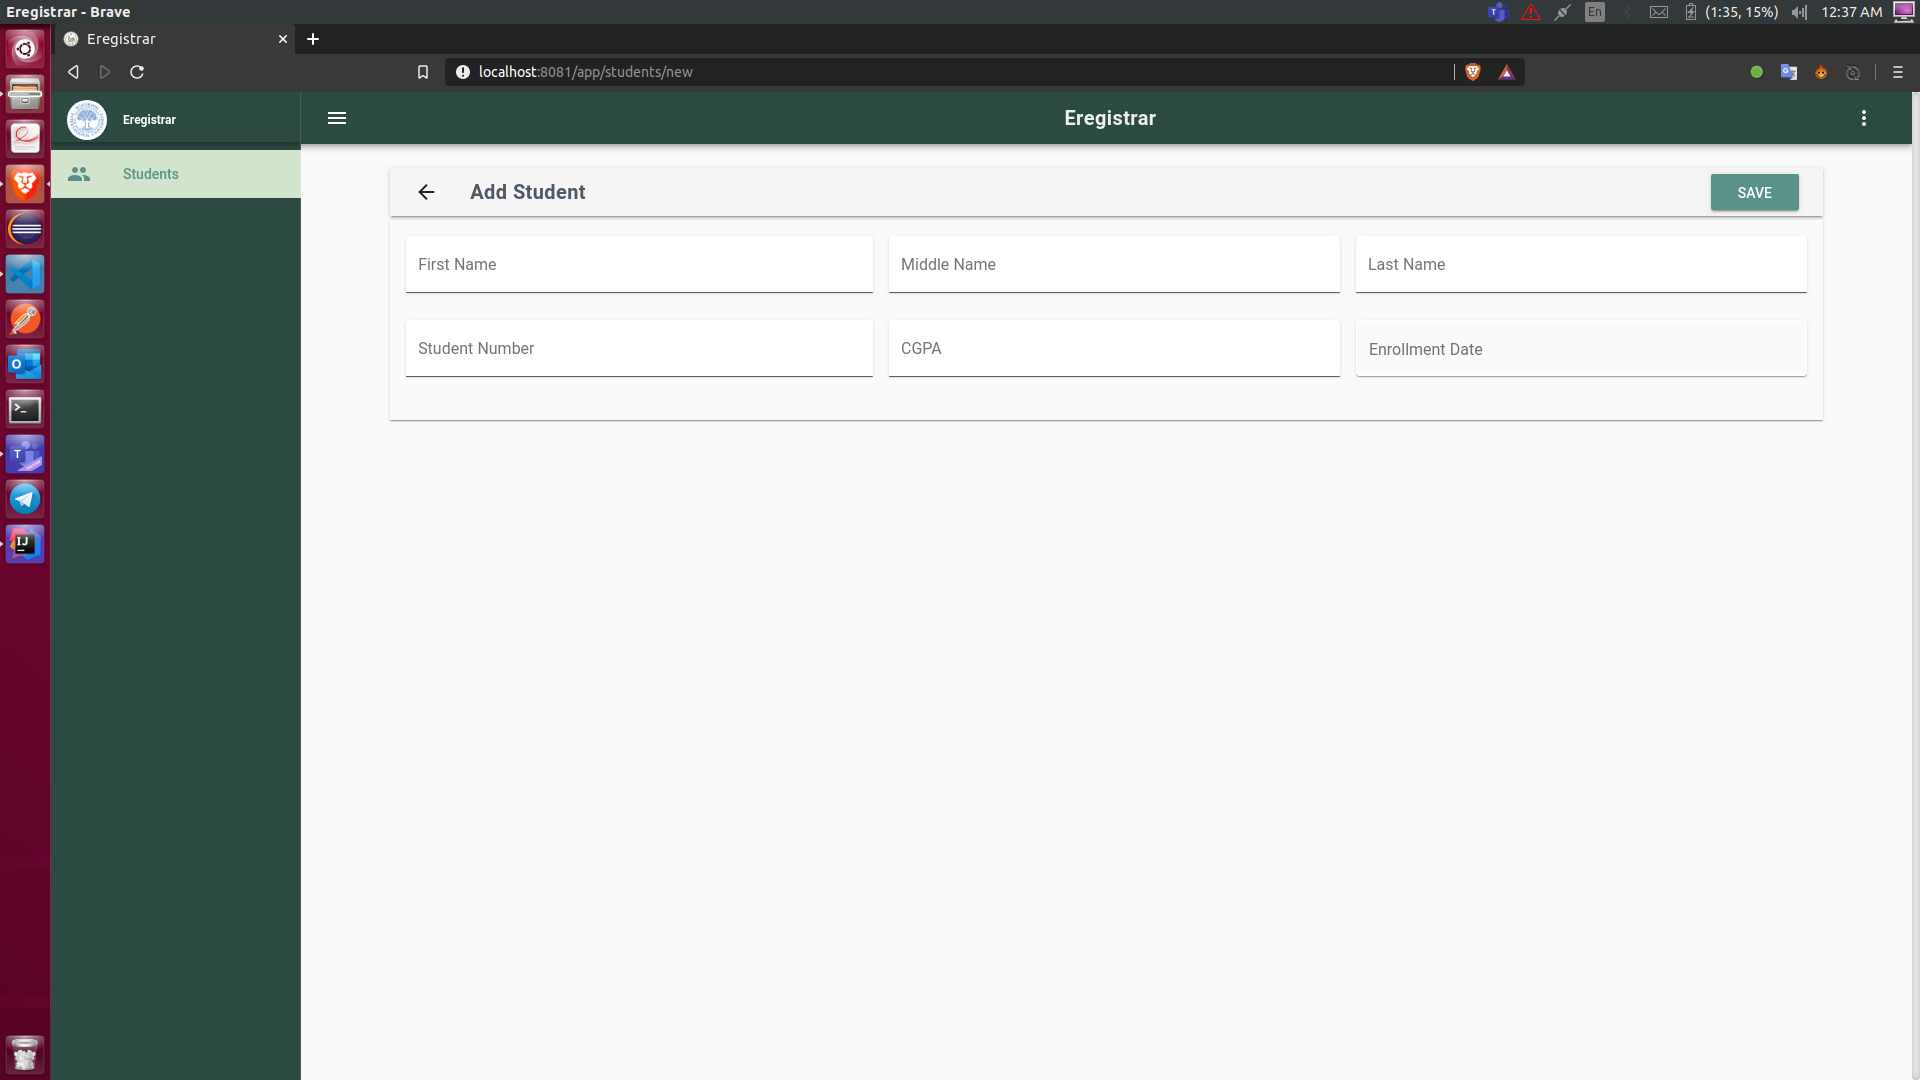 Eregistrar - Brave
En
(1:35, 15%)
12:37 AM
Eregistrar
localhost:8081/app/students/new
Eregistrar
Eregistrar
Students
Add Student
SAVE
First Name
Middle Name
Last Name
Student Number
CGPA
Enrollment Date